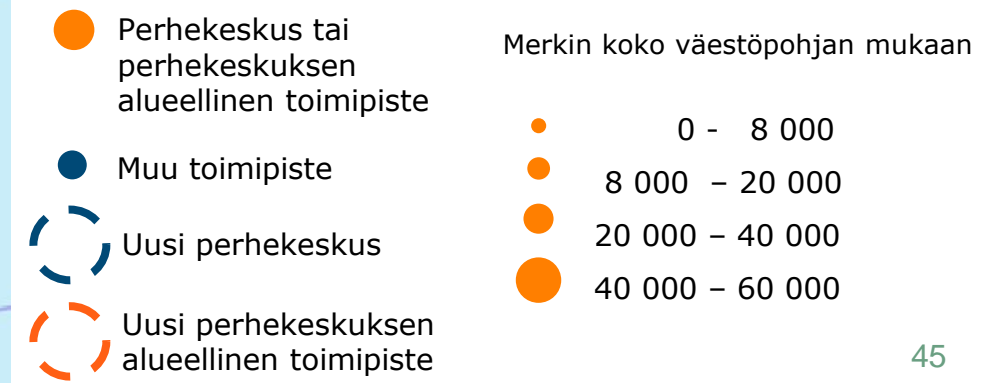 Perhekeskus tai
perhekeskuksen
alueellinen toimipiste
Muu toimipiste
Uusi perhekeskus
Uusi perhekeskuksen
alueellinen toimipiste
Merkin koko väestöpohjan mukaan
0 - 8 000
8 000 – 20 000
20 000 – 40 000
40 000 – 60 000
45